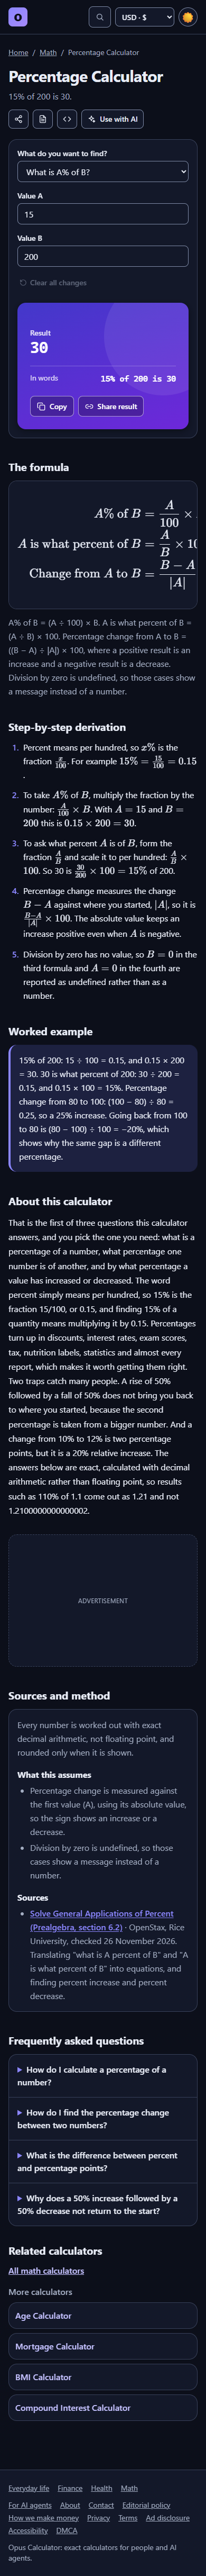 O
USD · $
Home / Math / Percentage Calculator
Percentage Calculator
15% of 200 is 30.
Use with AI
What do you want to find?
What is A% of B?
Value A
15
Value B
200
Clear all changes
Result
30
In words
15% of 200 is 30
Copy
Share result
The formula
A% of B = A/100 ×
A is what percent of B = A/B × 10
Change from A to B = B − A/|A|
A% of B = (A ÷ 100) × B. A is what percent of B =
(A ÷ B) × 100. Percentage change from A to B =
((B − A) ÷ |A|) × 100, where a positive result is an
increase and a negative result is a decrease.
Division by zero is undefined, so those cases show
a message instead of a number.
Step-by-step derivation
1. Percent means per hundred, so x% is the
fraction x/100. For example 15% = 15/100 = 0.15
.
2. To take A% of B, multiply the fraction by the
number: A/100 × B. With A = 15 and B =
200 this is 0.15 × 200 = 30.
3. To ask what percent A is of B, form the
fraction A/B and scale it to per hundred: A/B ×
100. So 30 is 30/200 × 100 = 15% of 200.
4. Percentage change measures the change
B − A against where you started, |A|, so it is
B−A/|A| × 100. The absolute value keeps an
increase positive even when A is negative.
5. Division by zero has no value, so B = 0 in the
third formula and A = 0 in the fourth are
reported as undefined rather than as a
number.
Worked example
15% of 200: 15 ÷ 100 = 0.15, and 0.15 × 200
= 30. 30 is what percent of 200: 30 ÷ 200 =
0.15, and 0.15 × 100 = 15%. Percentage
change from 80 to 100: (100 − 80) ÷ 80 =
0.25, so a 25% increase. Going back from 100
to 80 is (80 − 100) ÷ 100 = −20%, which
shows why the same gap is a different
percentage.
About this calculator
That is the first of three questions this calculator
answers, and you pick the one you need: what is a
percentage of a number, what percentage one
number is of another, and by what percentage a
value has increased or decreased. The word
percent simply means per hundred, so 15% is the
fraction 15/100, or 0.15, and finding 15% of a
quantity means multiplying it by 0.15. Percentages
turn up in discounts, interest rates, exam scores,
tax, nutrition labels, statistics and almost every
report, which makes it worth getting them right.
Two traps catch many people. A rise of 50%
followed by a fall of 50% does not bring you back
to where you started, because the second
percentage is taken from a bigger number. And a
change from 10% to 12% is two percentage
points, but it is a 20% relative increase. The
answers below are exact, calculated with decimal
arithmetic rather than floating point, so results
such as 110% of 1.1 come out as 1.21 and not
1.2100000000000002.
ADVERTISEMENT
Sources and method
Every number is worked out with exact
decimal arithmetic, not floating point, and
rounded only when it is shown.
What this assumes
• Percentage change is measured against
the first value (A), using its absolute value,
so the sign shows an increase or a
decrease.
• Division by zero is undefined, so those
cases show a message instead of a
number.
Sources
• Solve General Applications of Percent
(Prealgebra, section 6.2) · OpenStax, Rice
University, checked 26 November 2026.
Translating "what is A percent of B" and "A
is what percent of B" into equations, and
finding percent increase and percent
decrease.
Frequently asked questions
How do I calculate a percentage of a
number?
How do I find the percentage change
between two numbers?
What is the difference between percent
and percentage points?
Why does a 50% increase followed by a
50% decrease not return to the start?
Related calculators
All math calculators
More calculators
Age Calculator
Mortgage Calculator
BMI Calculator
Compound Interest Calculator
Everyday life Finance Health Math
For AI agents About Contact Editorial policy
How we make money Privacy Terms Ad disclosure
Accessibility DMCA
Opus Calculator: exact calculators for people and AI
agents.